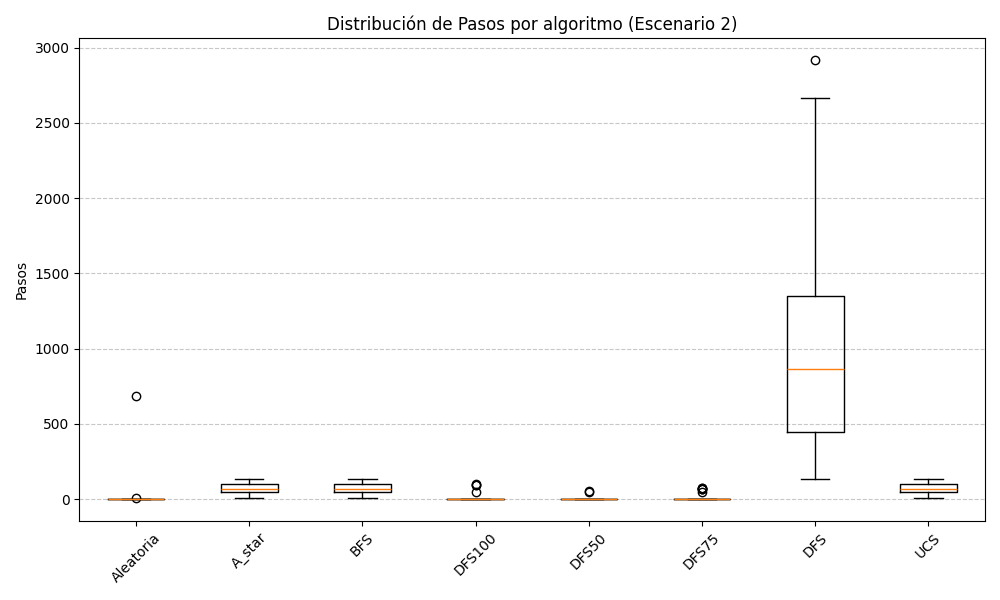 Distribución de Pasos por algoritmo (Escenario 2)
3000
2500
2000
1500
1000
500
0
Pasos
Aleatoria
A_star
BFS
DFS100
DFS50
DFS75
DFS
UCS